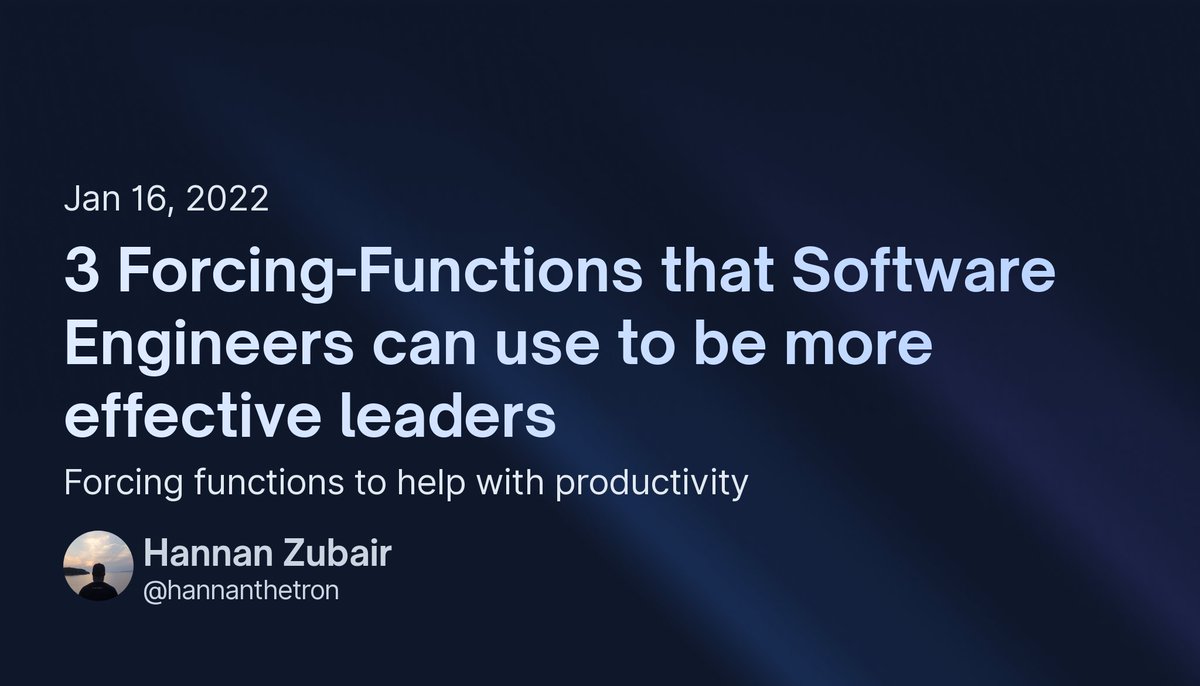 Jan 16, 2022
3 Forcing-Functions that Software
Engineers can use to be more
effective leaders
Forcing functions to help with productivity
Hannan Zubair
@hannanthetron